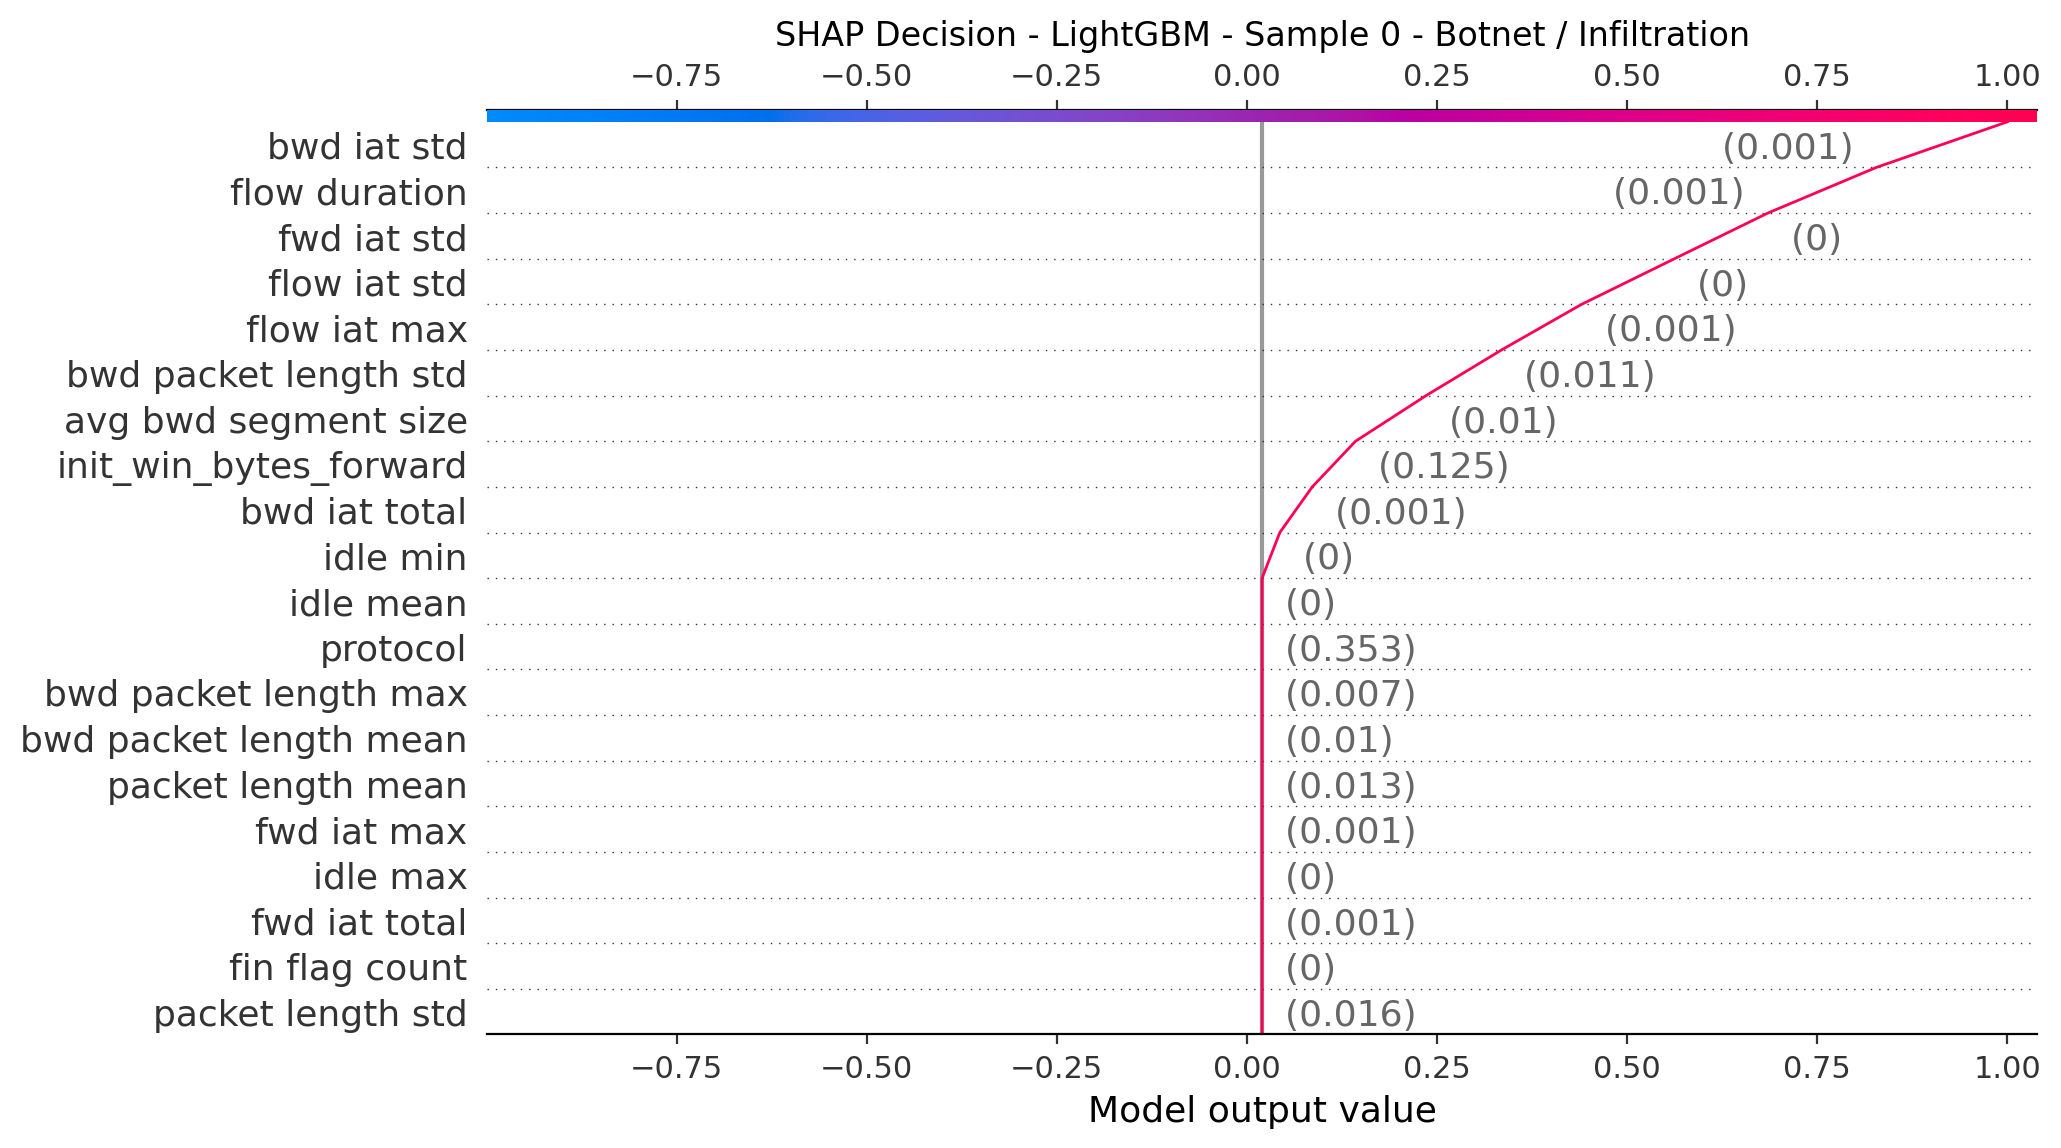 SHAP Decision - LightGBM - Sample 0 - Botnet / Infiltration
−0.75 −0.50 −0.25 0.00 0.25 0.50 0.75 1.00
bwd iat std (0.001)
flow duration (0.001)
fwd iat std (0)
flow iat std (0)
flow iat max (0.001)
bwd packet length std (0.011)
avg bwd segment size (0.01)
init_win_bytes_forward (0.125)
bwd iat total (0.001)
idle min (0)
idle mean (0)
protocol (0.353)
bwd packet length max (0.007)
bwd packet length mean (0.01)
packet length mean (0.013)
fwd iat max (0.001)
idle max (0)
fwd iat total (0.001)
fin flag count (0)
packet length std (0.016)
−0.75 −0.50 −0.25 0.00 0.25 0.50 0.75 1.00
Model output value